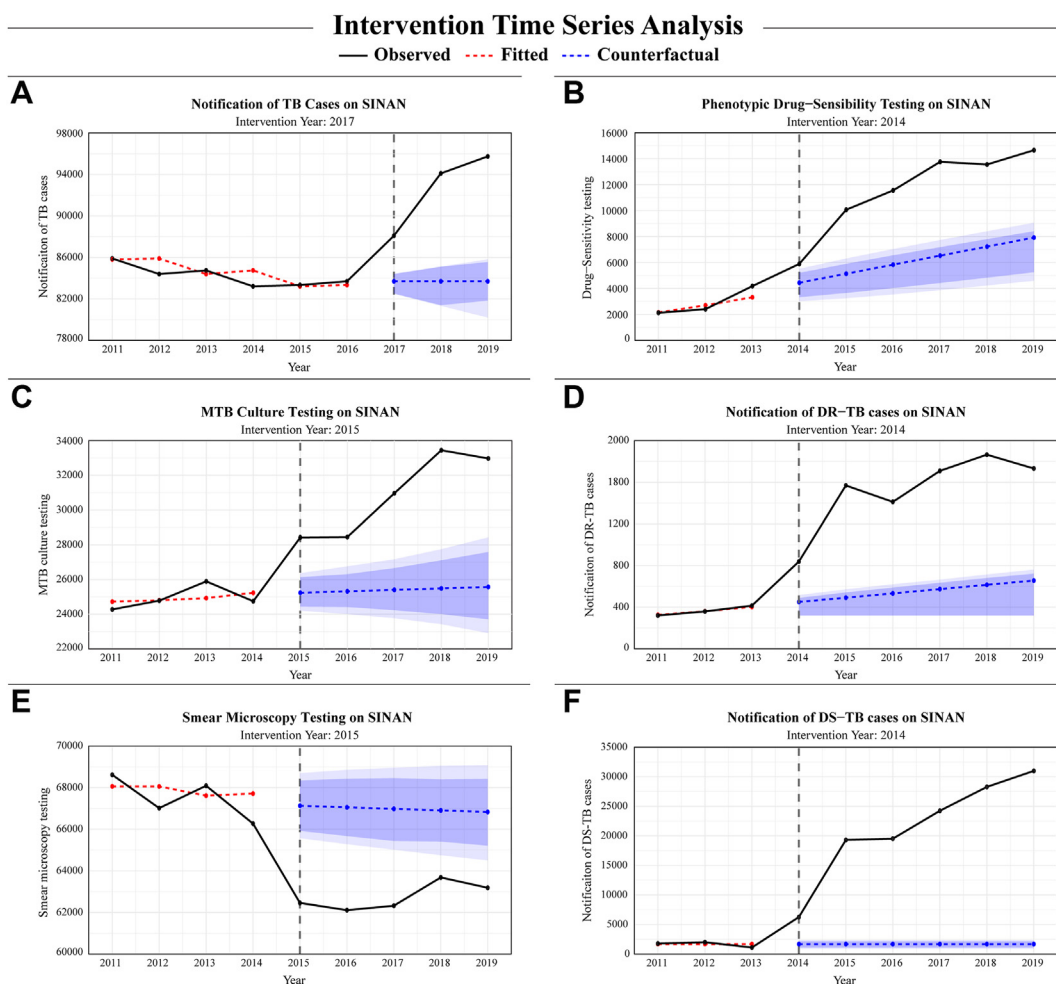 Intervention Time Series Analysis
Observed Fitted Counterfactual
A
Notification of TB Cases on SINAN
Intervention Year: 2017
98000
94000
90000
86000
82000
78000
Notificaiton of TB cases
2011 2012 2013 2014 2015 2016 2017 2018 2019
Year
B
Phenotypic Drug−Sensibility Testing on SINAN
Intervention Year: 2014
16000
14000
12000
10000
8000
6000
4000
2000
0
Drug−Sensitivity testing
2011 2012 2013 2014 2015 2016 2017 2018 2019
Year
C
MTB Culture Testing on SINAN
Intervention Year: 2015
34000
32000
30000
28000
26000
24000
22000
MTB culture testing
2011 2012 2013 2014 2015 2016 2017 2018 2019
Year
D
Notification of DR−TB cases on SINAN
Intervention Year: 2014
2000
1800
1200
800
400
0
Notificaiton of DR-TB cases
2011 2012 2013 2014 2015 2016 2017 2018 2019
Year
E
Smear Microscopy Testing on SINAN
Intervention Year: 2015
70000
68000
66000
64000
62000
60000
Smear microscopy testing
2011 2012 2013 2014 2015 2016 2017 2018 2019
Year
F
Notification of DS−TB cases on SINAN
Intervention Year: 2014
35000
30000
25000
20000
15000
10000
5000
0
Notificaiton of DS-TB cases
2011 2012 2013 2014 2015 2016 2017 2018 2019
Year